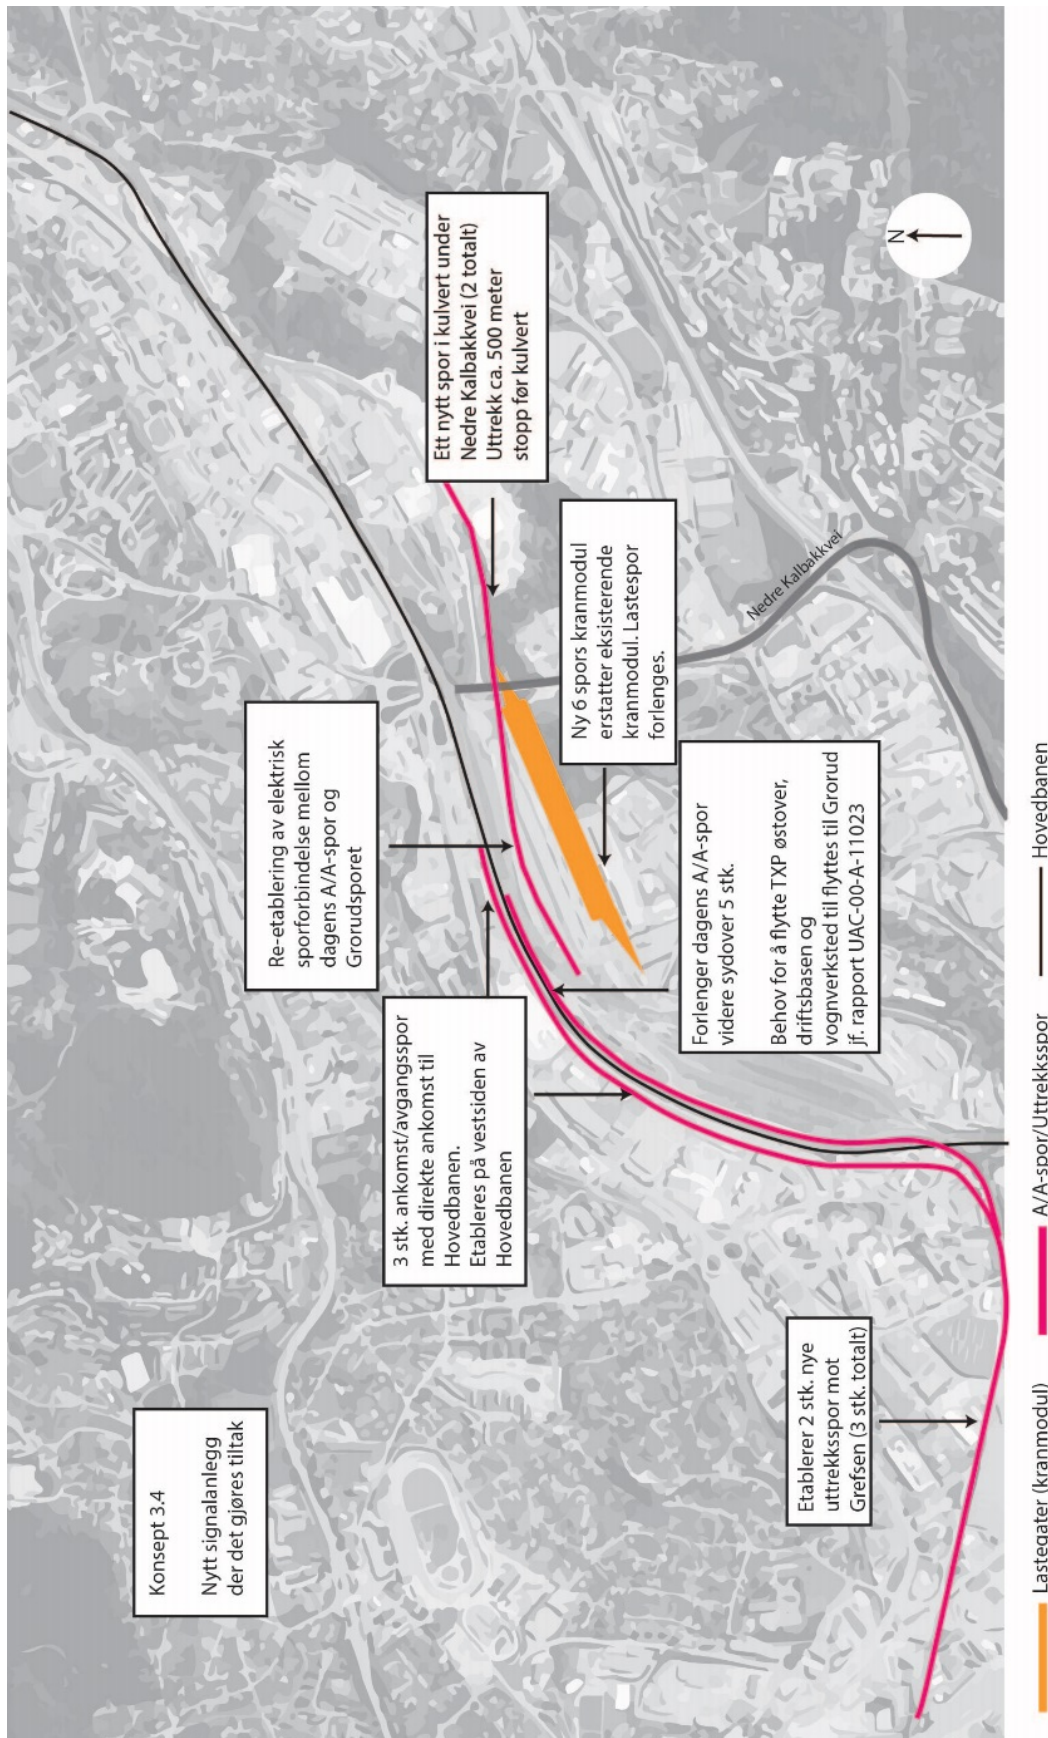 Konsept 3.4
Nytt signalanlegg
der det gjøres tiltak
Re-etablering av elektrisk
sporforbindelse mellom
dagens A/A-spor og
Grorudsporet
3 stk. ankomst/avgangsspor
med direkte ankomst til
Hovedbanen.
Etableres på vestsiden av
Hovedbanen
Ett nytt spor i kulvert under
Nedre Kalbakkvei (2 totalt)
Uttrekk ca. 500 meter
stopp før kulvert
Ny 6 spors kranmodul
erstatter eksisterende
kranmodul. Lastespor
forlenges.
Forlenger dagens A/A-spor
videre sydover 5 stk.
Behov for å flytte TXP østover,
driftsbasen og
vognverksted til flyttes til Grorud
jf. rapport UAC-00-A-11023
Etablerer 2 stk. nye
uttrekksspor mot
Grefsen (3 stk. totalt)
Nedre Kalbakkvei
N
Lastegater (kranmodul)
A/A-spor/Uttrekksspor
Hovedbanen